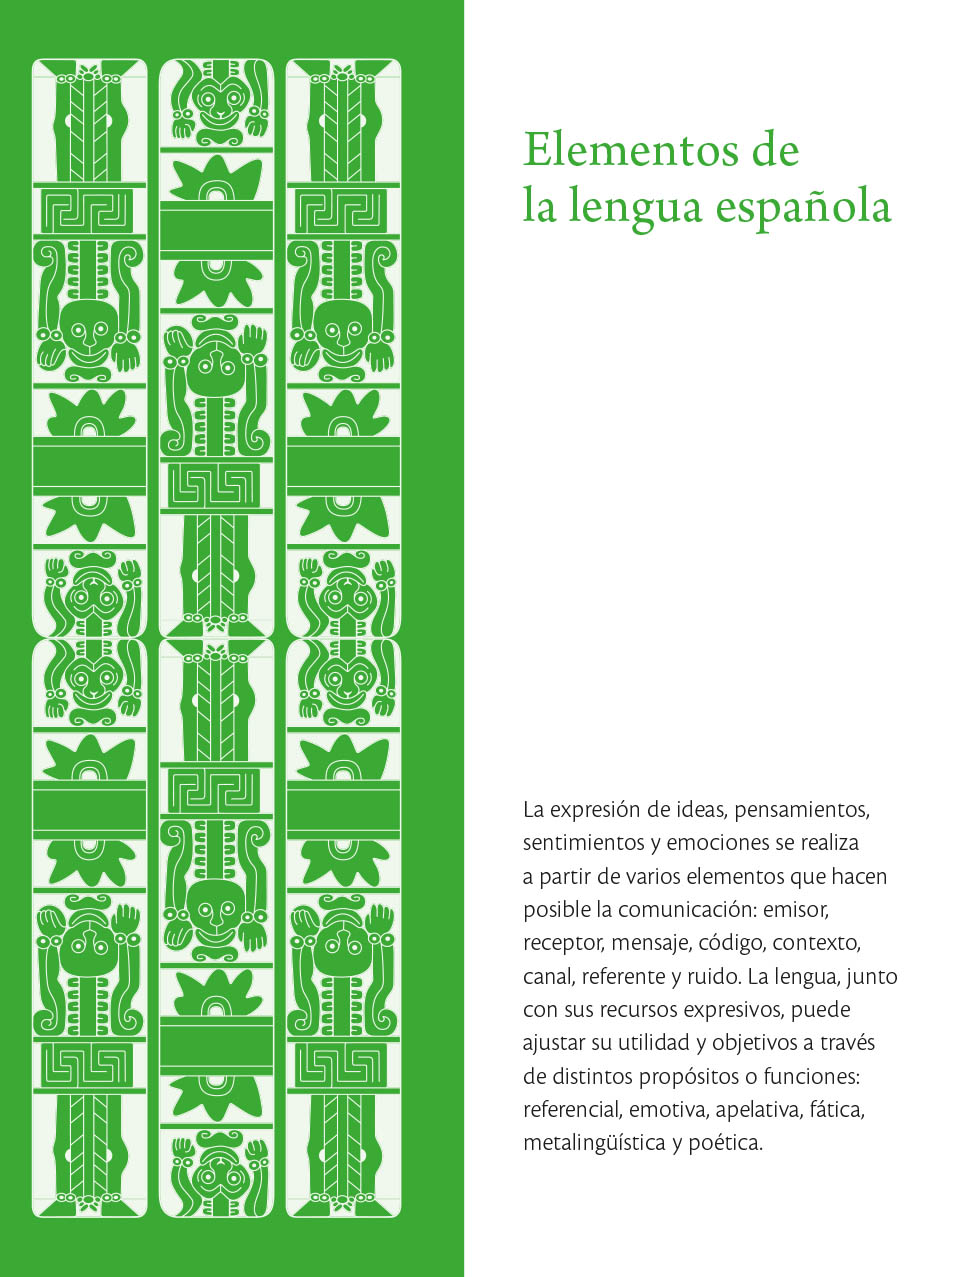 Elementos de
la lengua española
La expresión de ideas, pensamientos,
sentimientos y emociones se realiza
a partir de varios elementos que hacen
posible la comunicación: emisor,
receptor, mensaje, código, contexto,
canal, referente y ruido. La lengua, junto
con sus recursos expresivos, puede
ajustar su utilidad y objetivos a través
de distintos propósitos o funciones:
referencial, emotiva, apelativa, fática,
metalingüística y poética.